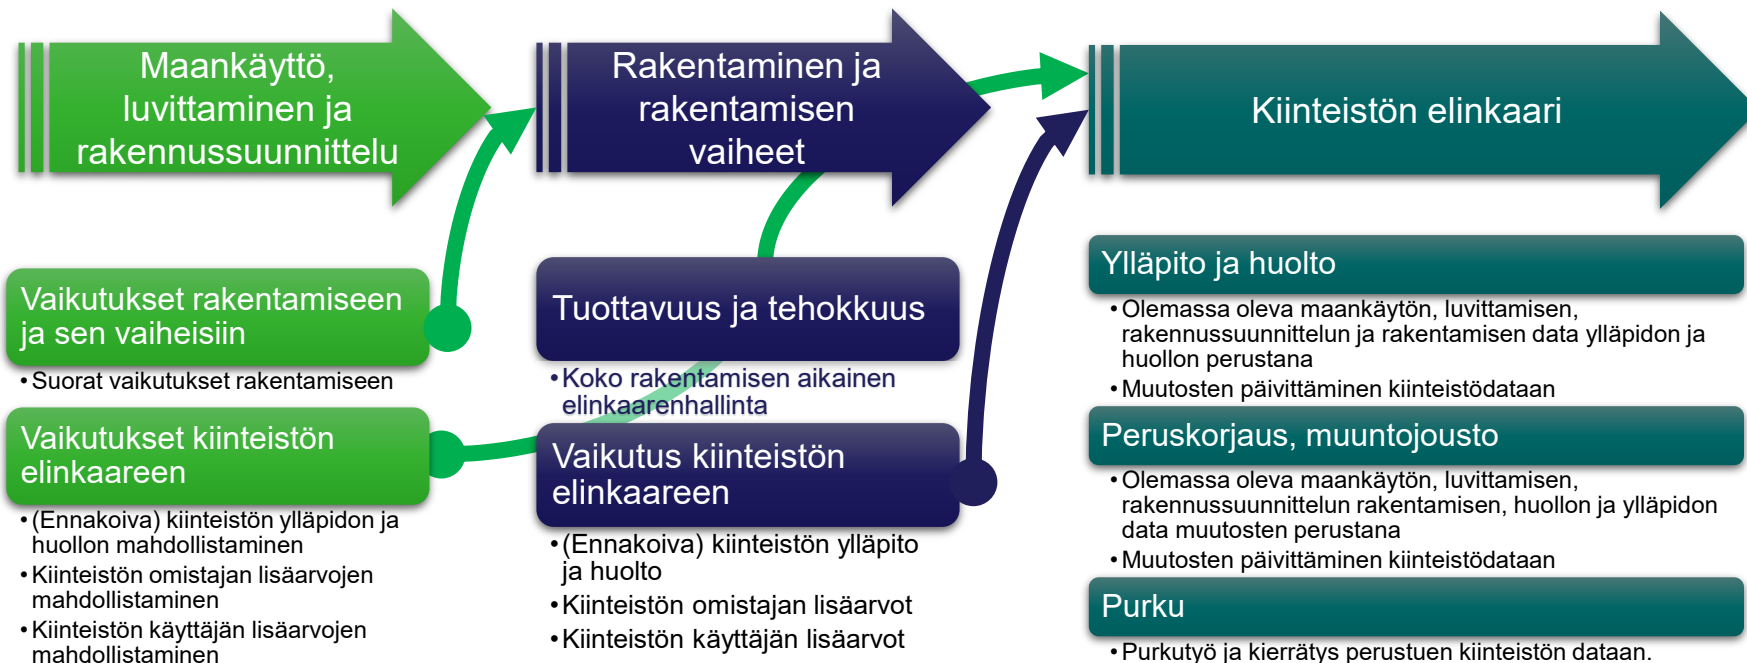 Maankäyttö,
luvittaminen ja
rakennussuunnittelu
Vaikutukset rakentamiseen
ja sen vaiheisiin
•Suorat vaikutukset rakentamiseen
Vaikutukset kiinteistön
elinkaareen
•(Ennakoiva) kiinteistön ylläpidon ja
huollon mahdollistaminen
•Kiinteistön omistajan lisäarvojen
mahdollistaminen
•Kiinteistön käyttäjän lisäarvojen
mahdollistaminen
Rakentaminen ja
rakentamisen
vaiheet
Tuottavuus ja tehokkuus
•Koko rakentamisen aikainen
elinkaarenhallinta
Vaikutus kiinteistön
elinkaareen
•(Ennakoiva) kiinteistön ylläpito
ja huolto
•Kiinteistön omistajan lisäarvot
•Kiinteistön käyttäjän lisäarvot
Kiinteistön elinkaari
Ylläpito ja huolto
•Olemassa oleva maankäytön, luvittamisen,
rakennussuunnittelun ja rakentamisen data ylläpidon ja
huollon perustana
•Muutosten päivittäminen kiinteistödataan
Peruskorjaus, muuntojousto
•Olemassa oleva maankäytön, luvittamisen,
rakennussuunnittelun rakentamisen, huollon ja ylläpidon
data muutosten perustana
•Muutosten päivittäminen kiinteistödataan
Purku
•Purkutyö ja kierrätys perustuen kiinteistön dataan.